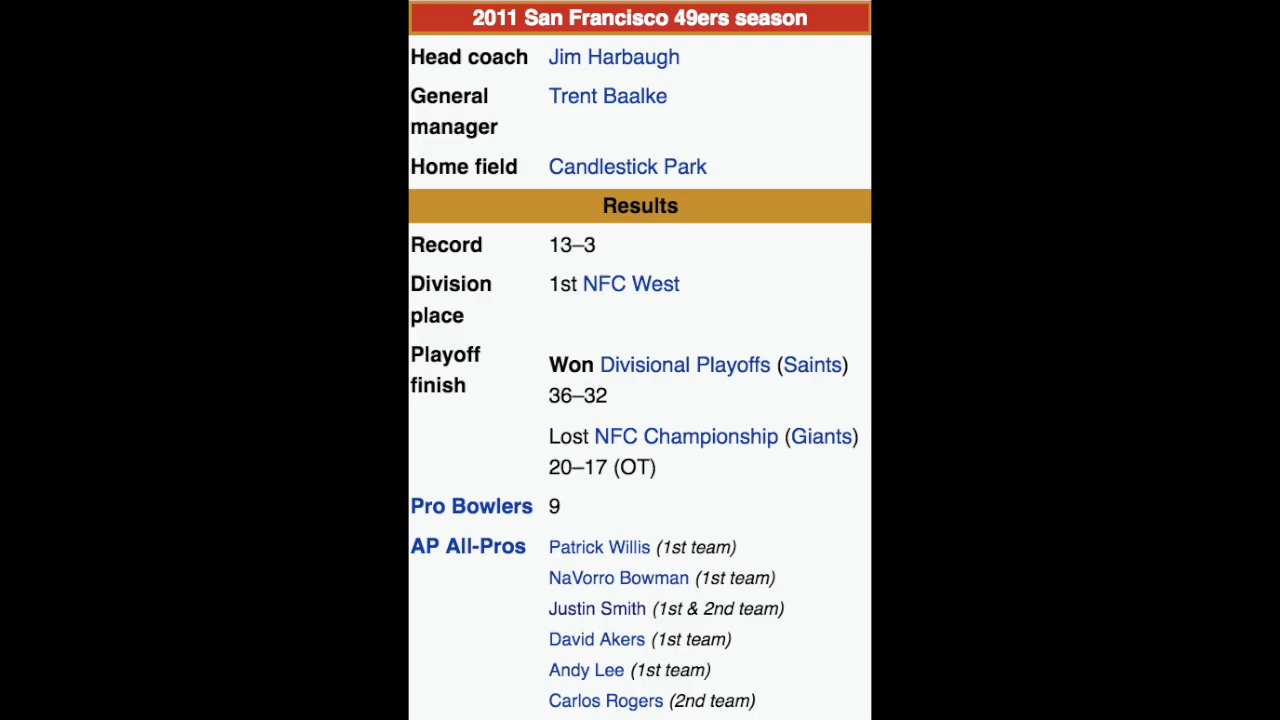 2011 San Francisco 49ers season
Head coach Jim Harbaugh
General manager Trent Baalke
Home field Candlestick Park
Results
Record 13–3
Division place 1st NFC West
Playoff finish Won Divisional Playoffs (Saints)
36–32
Lost NFC Championship (Giants)
20–17 (OT)
Pro Bowlers 9
AP All-Pros Patrick Willis (1st team)
NaVorro Bowman (1st team)
Justin Smith (1st & 2nd team)
David Akers (1st team)
Andy Lee (1st team)
Carlos Rogers (2nd team)